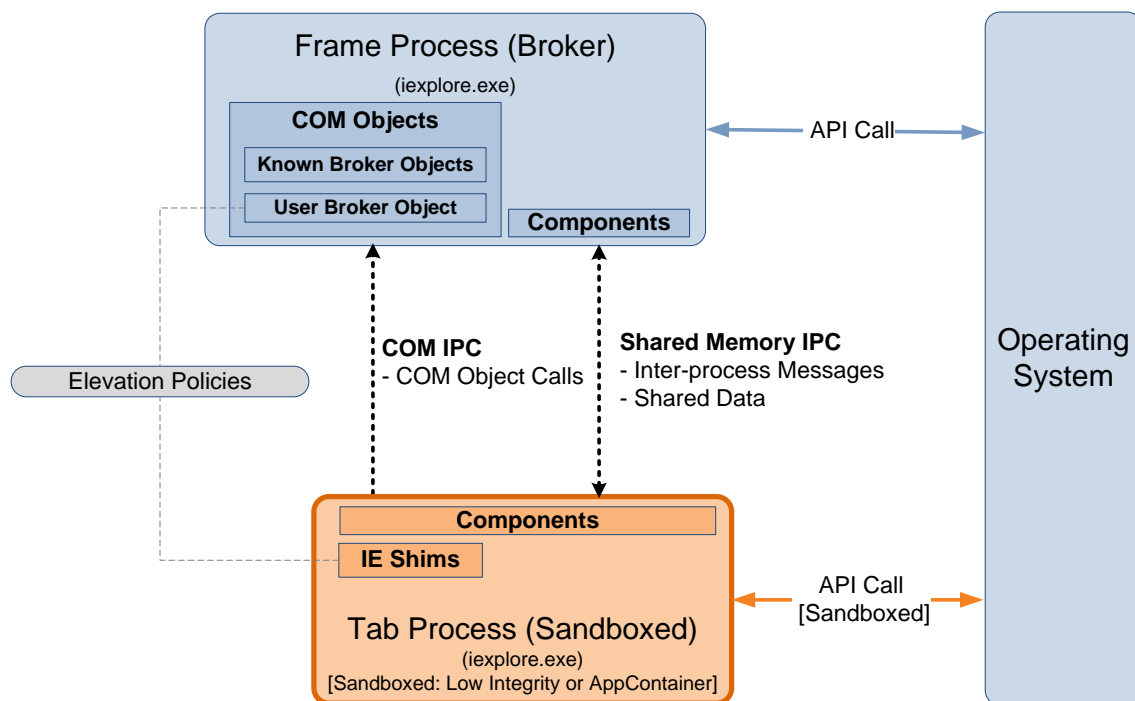 Frame Process (Broker)
(iexplore.exe)
COM Objects
Known Broker Objects
User Broker Object
Components
API Call
COM IPC
- COM Object Calls
Shared Memory IPC
- Inter-process Messages
- Shared Data
Elevation Policies
Operating
System
Components
IE Shims
Tab Process (Sandboxed)
(iexplore.exe)
[Sandboxed: Low Integrity or AppContainer]
API Call
[Sandboxed]